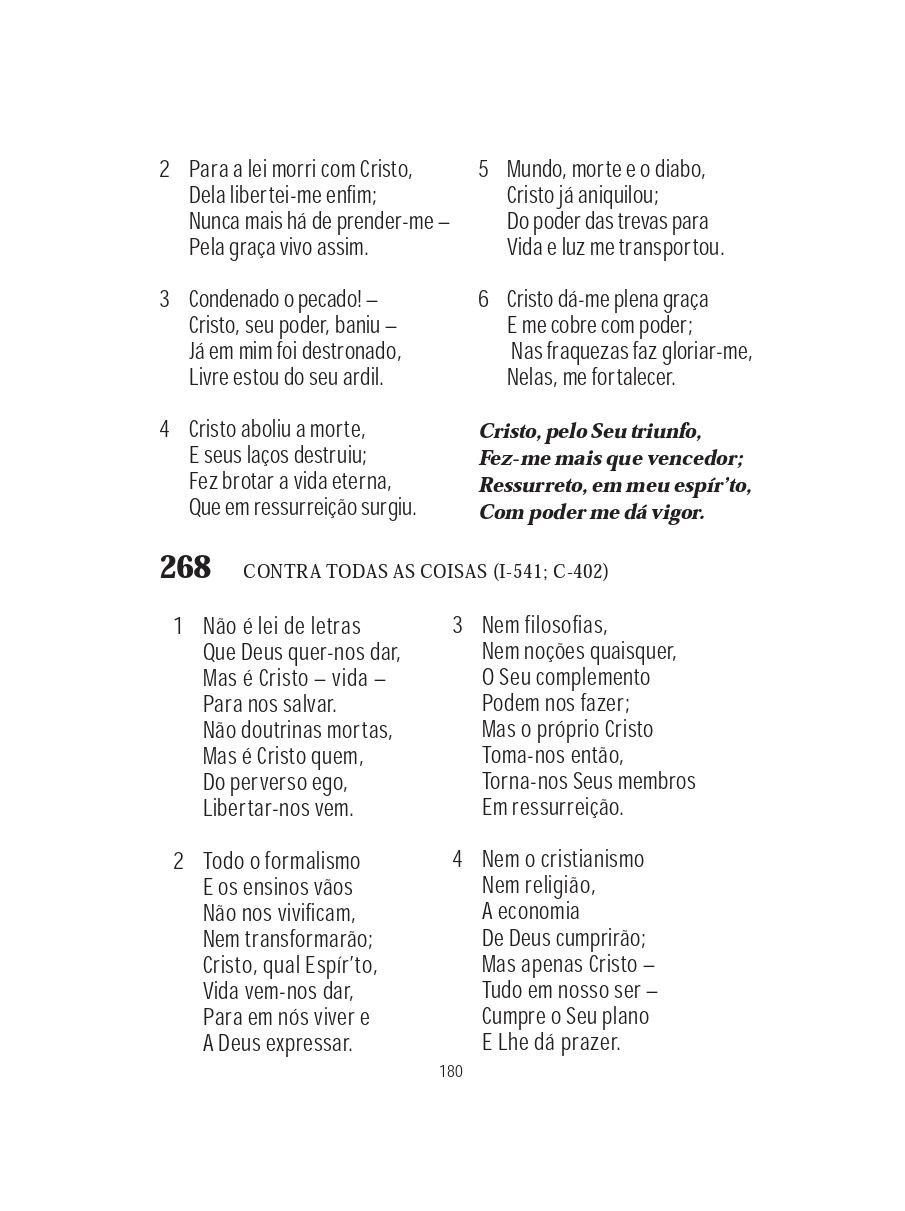 2 Para a lei morri com Cristo,
Dela libertei-me enfim;
Nunca mais há de prender-me –
Pela graça vivo assim.
3 Condenado o pecado! –
Cristo, seu poder, baniu –
Já em mim foi destronado,
Livre estou do seu ardil.
4 Cristo aboliu a morte,
E seus laços destruiu;
Fez brotar a vida eterna,
Que em ressurreição surgiu.
5 Mundo, morte e o diabo,
Cristo já aniquilou;
Do poder das trevas para
Vida e luz me transportou.
6 Cristo dá-me plena graça
E me cobre com poder;
Nas fraquezas faz gloriar-me,
Nelas, me fortalecer.
Cristo, pelo Seu triunfo,
Fez-me mais que vencedor;
Ressurreto, em meu espír’to,
Com poder me dá vigor.
268 CONTRA TODAS AS COISAS (I-541; C-402)
1 Não é lei de letras
Que Deus quer-nos dar,
Mas é Cristo – vida –
Para nos salvar.
Não doutrinas mortas,
Mas é Cristo quem,
Do perverso ego,
Libertar-nos vem.
2 Todo o formalismo
E os ensinos vãos
Não nos vivificam,
Nem transformarão;
Cristo, qual Espír’to,
Vida vem-nos dar,
Para em nós viver e
A Deus expressar.
3 Nem filosofias,
Nem noções quaisquer,
O Seu complemento
Podem nos fazer;
Mas o próprio Cristo
Toma-nos então,
Torna-nos Seus membros
Em ressurreição.
4 Nem o cristianismo
Nem religião,
A economia
De Deus cumprirão;
Mas apenas Cristo –
Tudo em nosso ser –
Cumpre o Seu plano
E Lhe dá prazer.
180